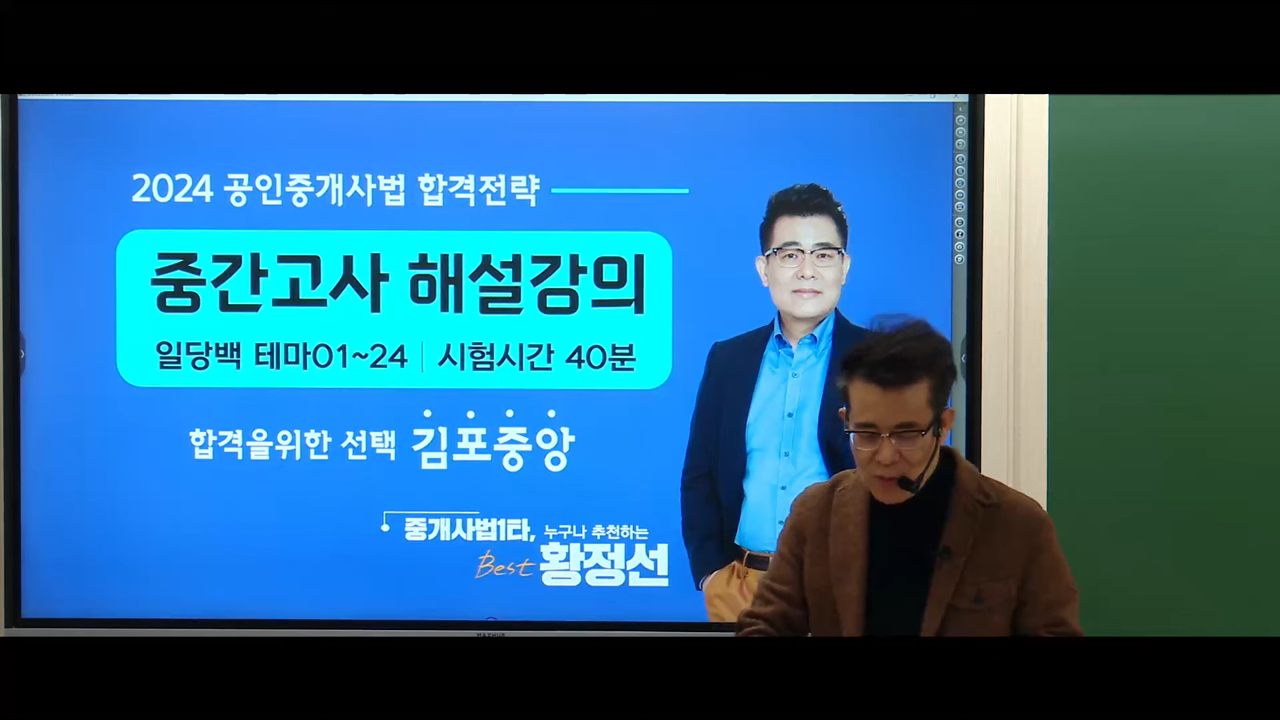 2024 공인중개사법 합격전략
중간고사 해설강의
일당백 테마01~24 | 시험시간 40분
합격을위한 선택 김포중앙
중개사법1타, 누구나 추천하는
Best 황정선
MAXHUB